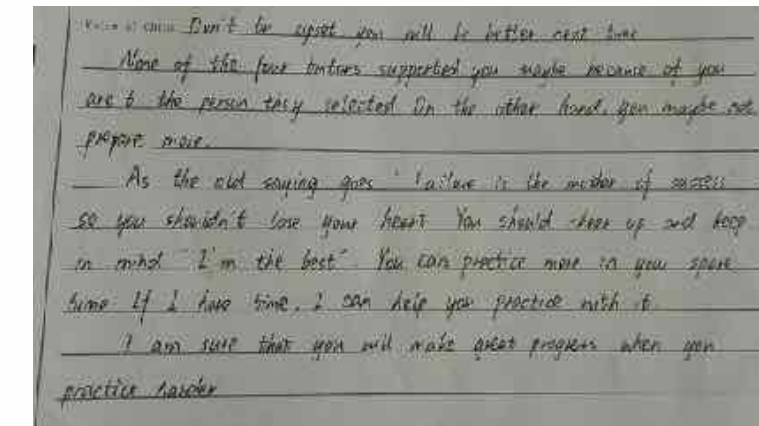 Voice of China Don't be upset you will be better next time
None of the four tutors supported you maybe because of you
are t the person they selected On the other hand, you maybe not
prepare more.
As the old saying goes " Failure is the mother of success
so you shouldn't lose your heart You should cheer up and keep
in mind "I'm the best". You can practice more in your spare
time If I have time, I can help you practice with it.
I am sure that you will make great progress when you
practice harder